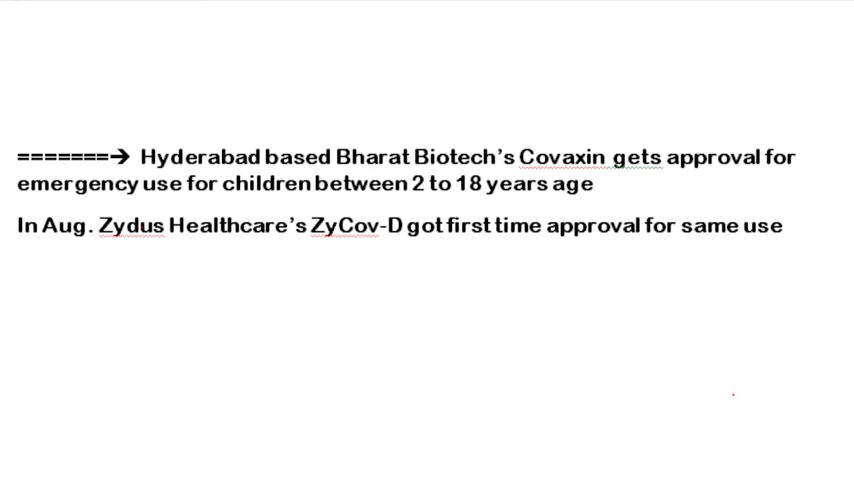 =======→ Hyderabad based Bharat Biotech's Covaxin gets approval for
emergency use for children between 2 to 18 years age
In Aug. Zydus Healthcare's ZyCov-D got first time approval for same use